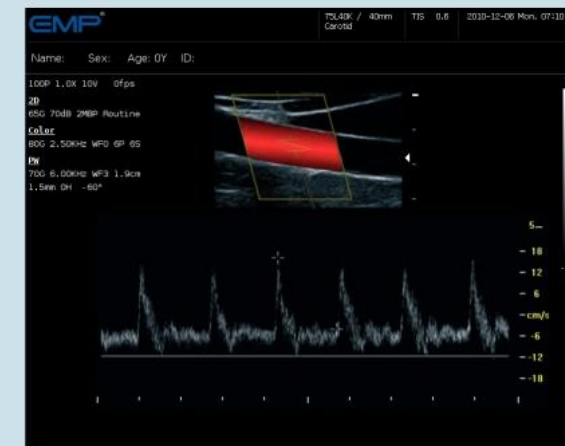 EMP
T5L40K / 40mm TIS 0.6 2010-12-06 Mon. 07:10
Carotid
Name: Sex: Age: 0Y ID:
100P 1.0X 10V 0fps
2D
65G 70dB 2MBP Routine
Color
80G 2.50KHz WF0 6P 6S
PW
70G 6.00KHz WF3 1.9cm
1.5mm 0H -60°
5
- 18
- 12
- 6
-cm/s
- -6
- -12
- -18